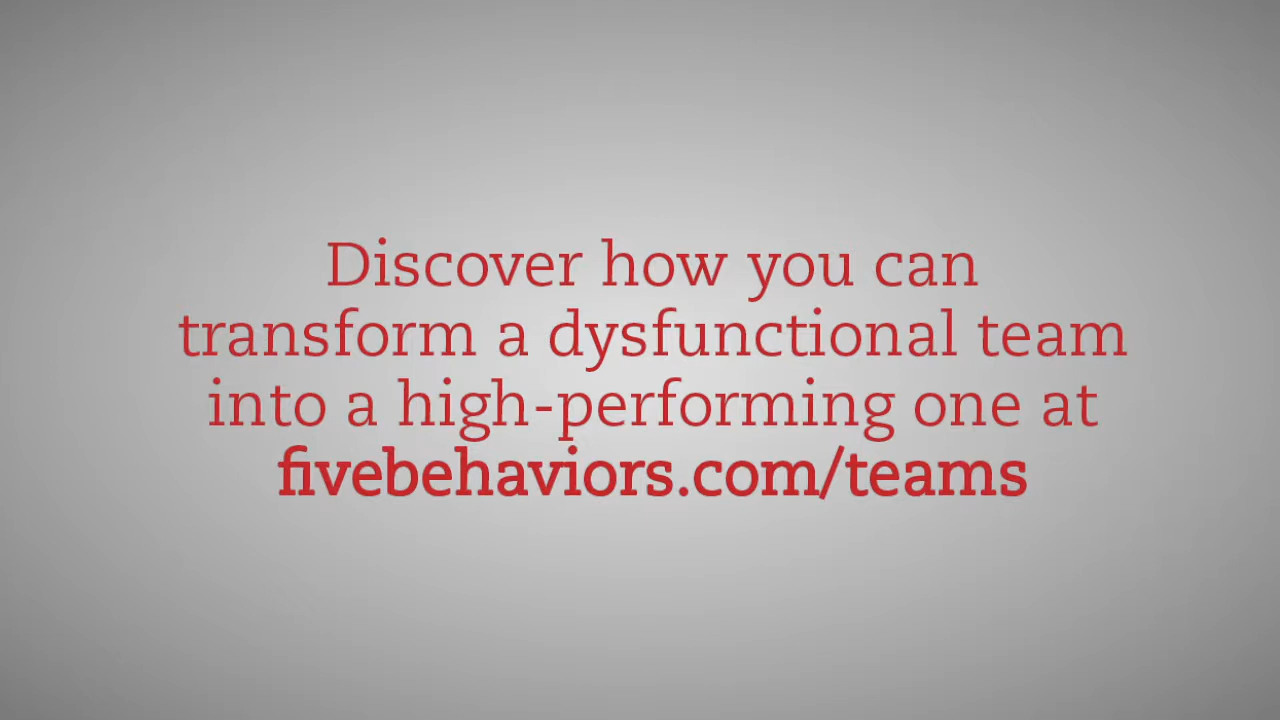 Discover how you can
transform a dysfunctional team
into a high-performing one at
fivebehaviors.com/teams